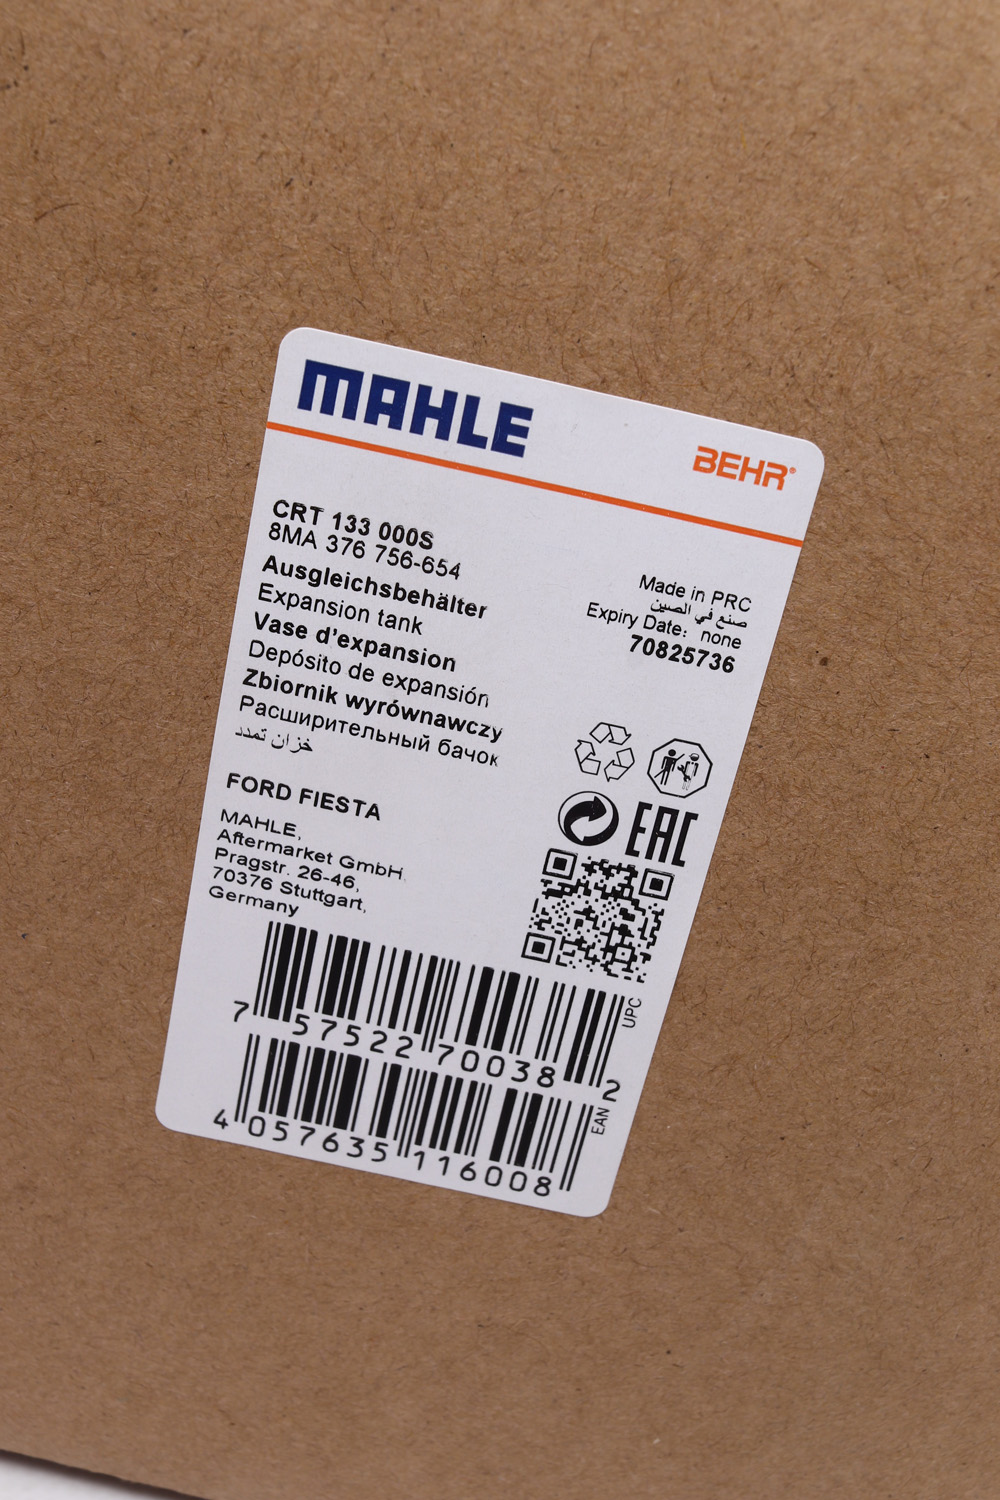 MAHLE
BEHR®
CRT 133 000S
8MA 376 756-654
Ausgleichsbehälter
Expansion tank
Vase d'expansion
Depósito de expansión
Zbiornik wyrównawczy
Расширительный бачок
خزان تمدد
Made in PRC
صنع في الصين
Expiry Date: none
70825736
FORD FIESTA
MAHLE,
Aftermarket GmbH,
Pragstr. 26-46,
70376 Stuttgart,
Germany
EAC
7 57522 70038 2
UPC
4 057635 116008
EAN